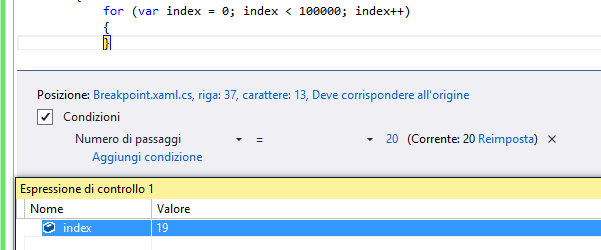 for (var index = 0; index < 100000; index++)
{
}
Posizione: Breakpoint.xaml.cs, riga: 37, carattere: 13, Deve corrispondere all'origine
Condizioni
Numero di passaggi = 20 (Corrente: 20 Reimposta)
Aggiungi condizione
Espressione di controllo 1
Nome Valore
index 19